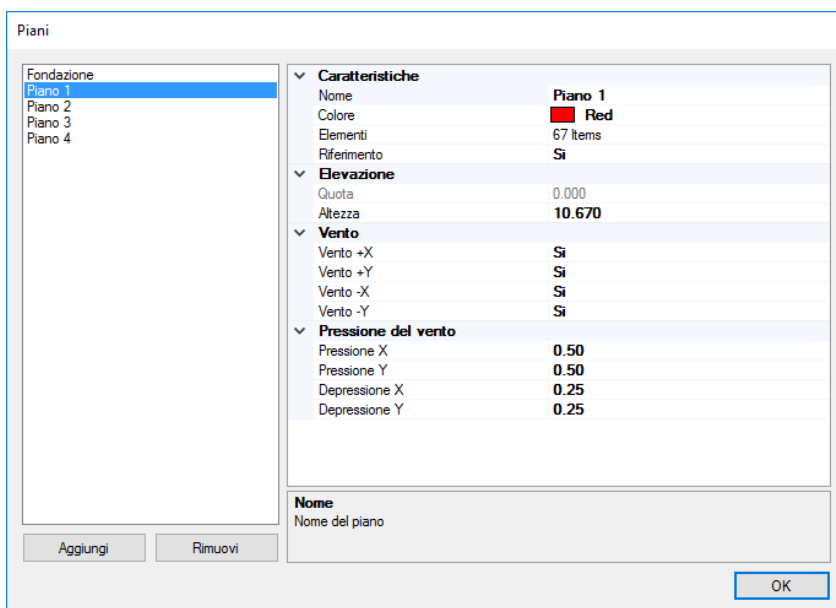 Piani
Fondazione
Piano 1
Piano 2
Piano 3
Piano 4
Aggiungi Rimuovi
Caratteristiche
Nome Piano 1
Colore Red
Elementi 67 Items
Riferimento Sì
Elevazione
Quota 0.000
Altezza 10.670
Vento
Vento +X Sì
Vento +Y Sì
Vento -X Sì
Vento -Y Sì
Pressione del vento
Pressione X 0.50
Pressione Y 0.50
Depressione X 0.25
Depressione Y 0.25
Nome
Nome del piano
OK